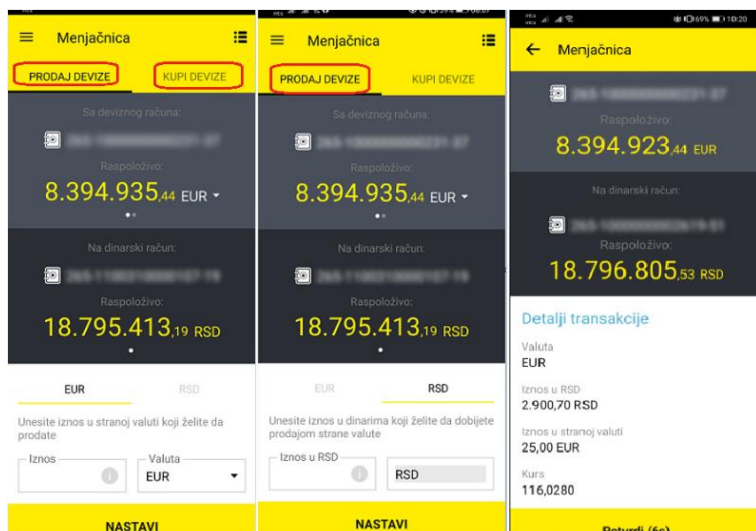 Menjačnica
PRODAJ DEVIZE
KUPI DEVIZE
Sa deviznog računa:
Raspoloživo:
8.394.935,44 EUR
Na dinarski račun:
Raspoloživo:
18.795.413,19 RSD
EUR
RSD
Unesite iznos u stranoj valuti koji želite da
prodate
Iznos
Valuta
EUR
NASTAVI
Menjačnica
PRODAJ DEVIZE
KUPI DEVIZE
Sa deviznog računa:
Raspoloživo:
8.394.935,44 EUR
Na dinarski račun:
Raspoloživo:
18.795.413,19 RSD
EUR
RSD
Unesite iznos u dinarima koji želite da dobijete
prodajom strane valute
Iznos u RSD
RSD
NASTAVI
69% 10:20
Menjačnica
Raspoloživo:
8.394.923,44 EUR
Na dinarski račun:
Raspoloživo:
18.796.805,53 RSD
Detalji transakcije
Valuta
EUR
Iznos u RSD
2.900,70 RSD
Iznos u stranoj valuti
25,00 EUR
Kurs
116,0280
Potvrdi (6s)